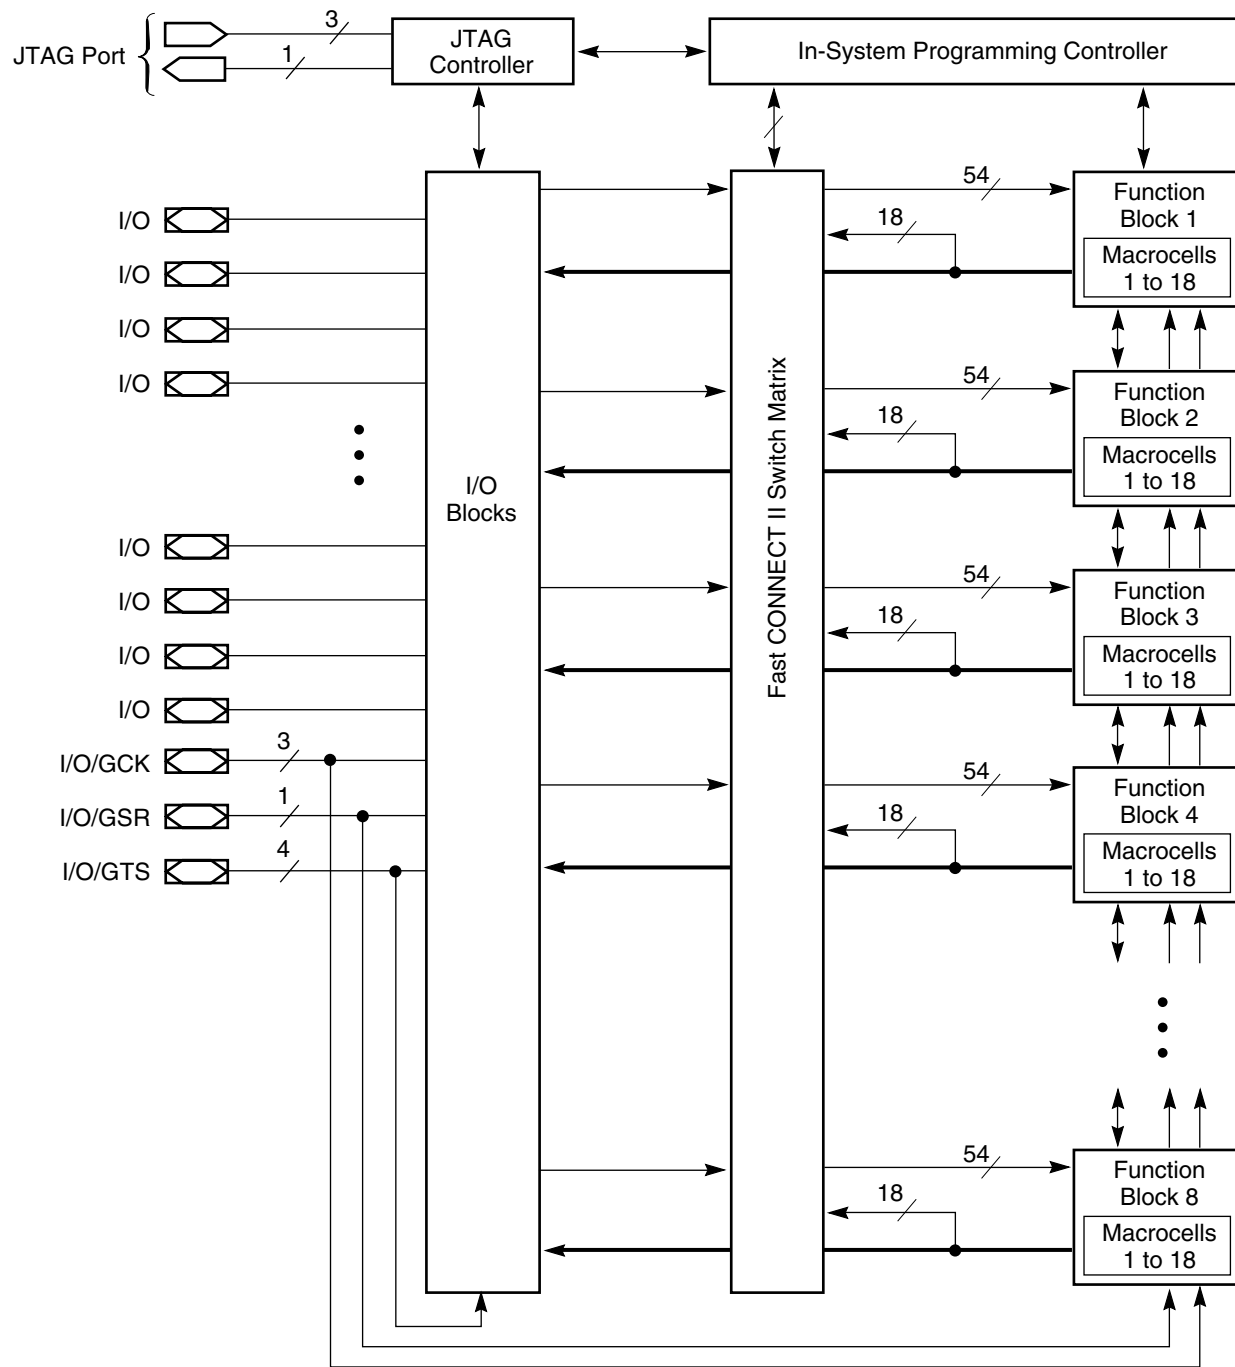 JTAG Port
3
1
JTAG
Controller
In-System Programming Controller
I/O
I/O
I/O
I/O
I/O
I/O
I/O
I/O
I/O/GCK
3
I/O/GSR
1
I/O/GTS
4
I/O
Blocks
Fast CONNECT II Switch Matrix
54
18
Function
Block 1
Macrocells
1 to 18
54
18
Function
Block 2
Macrocells
1 to 18
54
18
Function
Block 3
Macrocells
1 to 18
54
18
Function
Block 4
Macrocells
1 to 18
54
18
Function
Block 8
Macrocells
1 to 18